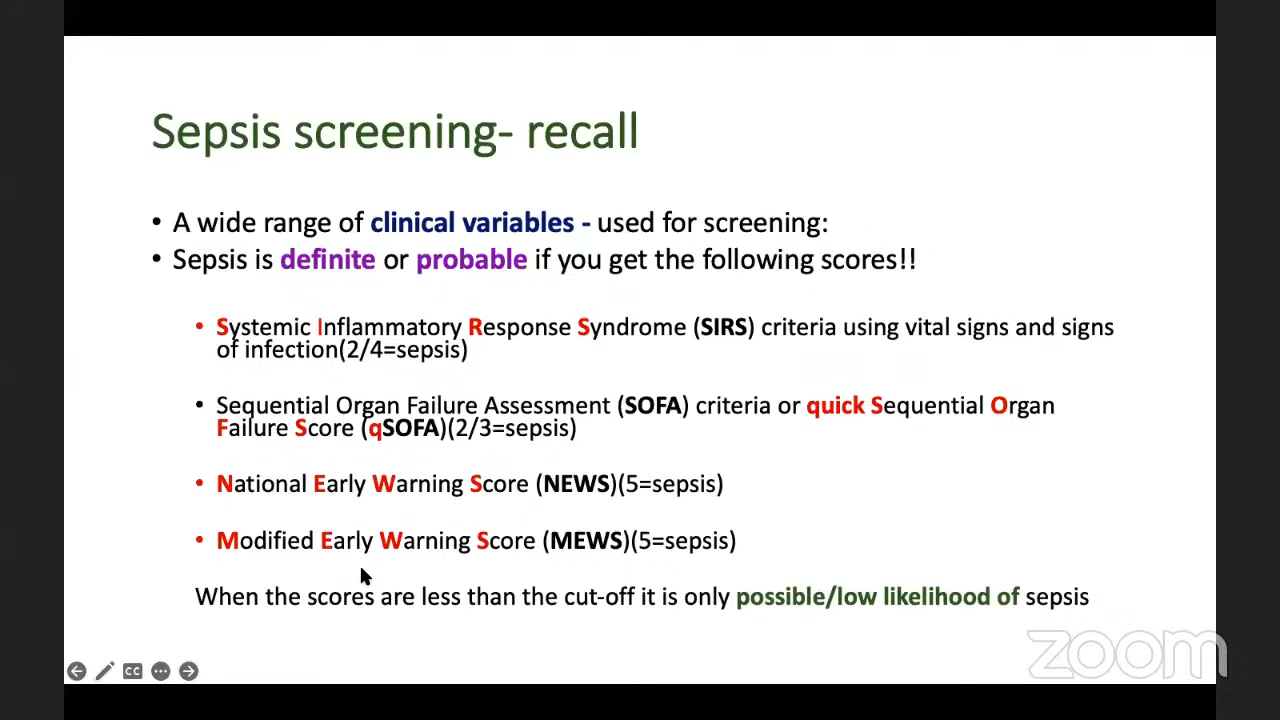 Sepsis screening- recall
• A wide range of clinical variables - used for screening:
• Sepsis is definite or probable if you get the following scores!!
• Systemic Inflammatory Response Syndrome (SIRS) criteria using vital signs and signs
of infection(2/4=sepsis)
• Sequential Organ Failure Assessment (SOFA) criteria or quick Sequential Organ
Failure Score (qSOFA)(2/3=sepsis)
• National Early Warning Score (NEWS)(5=sepsis)
• Modified Early Warning Score (MEWS)(5=sepsis)
When the scores are less than the cut-off it is only possible/low likelihood of sepsis
CC
zoom